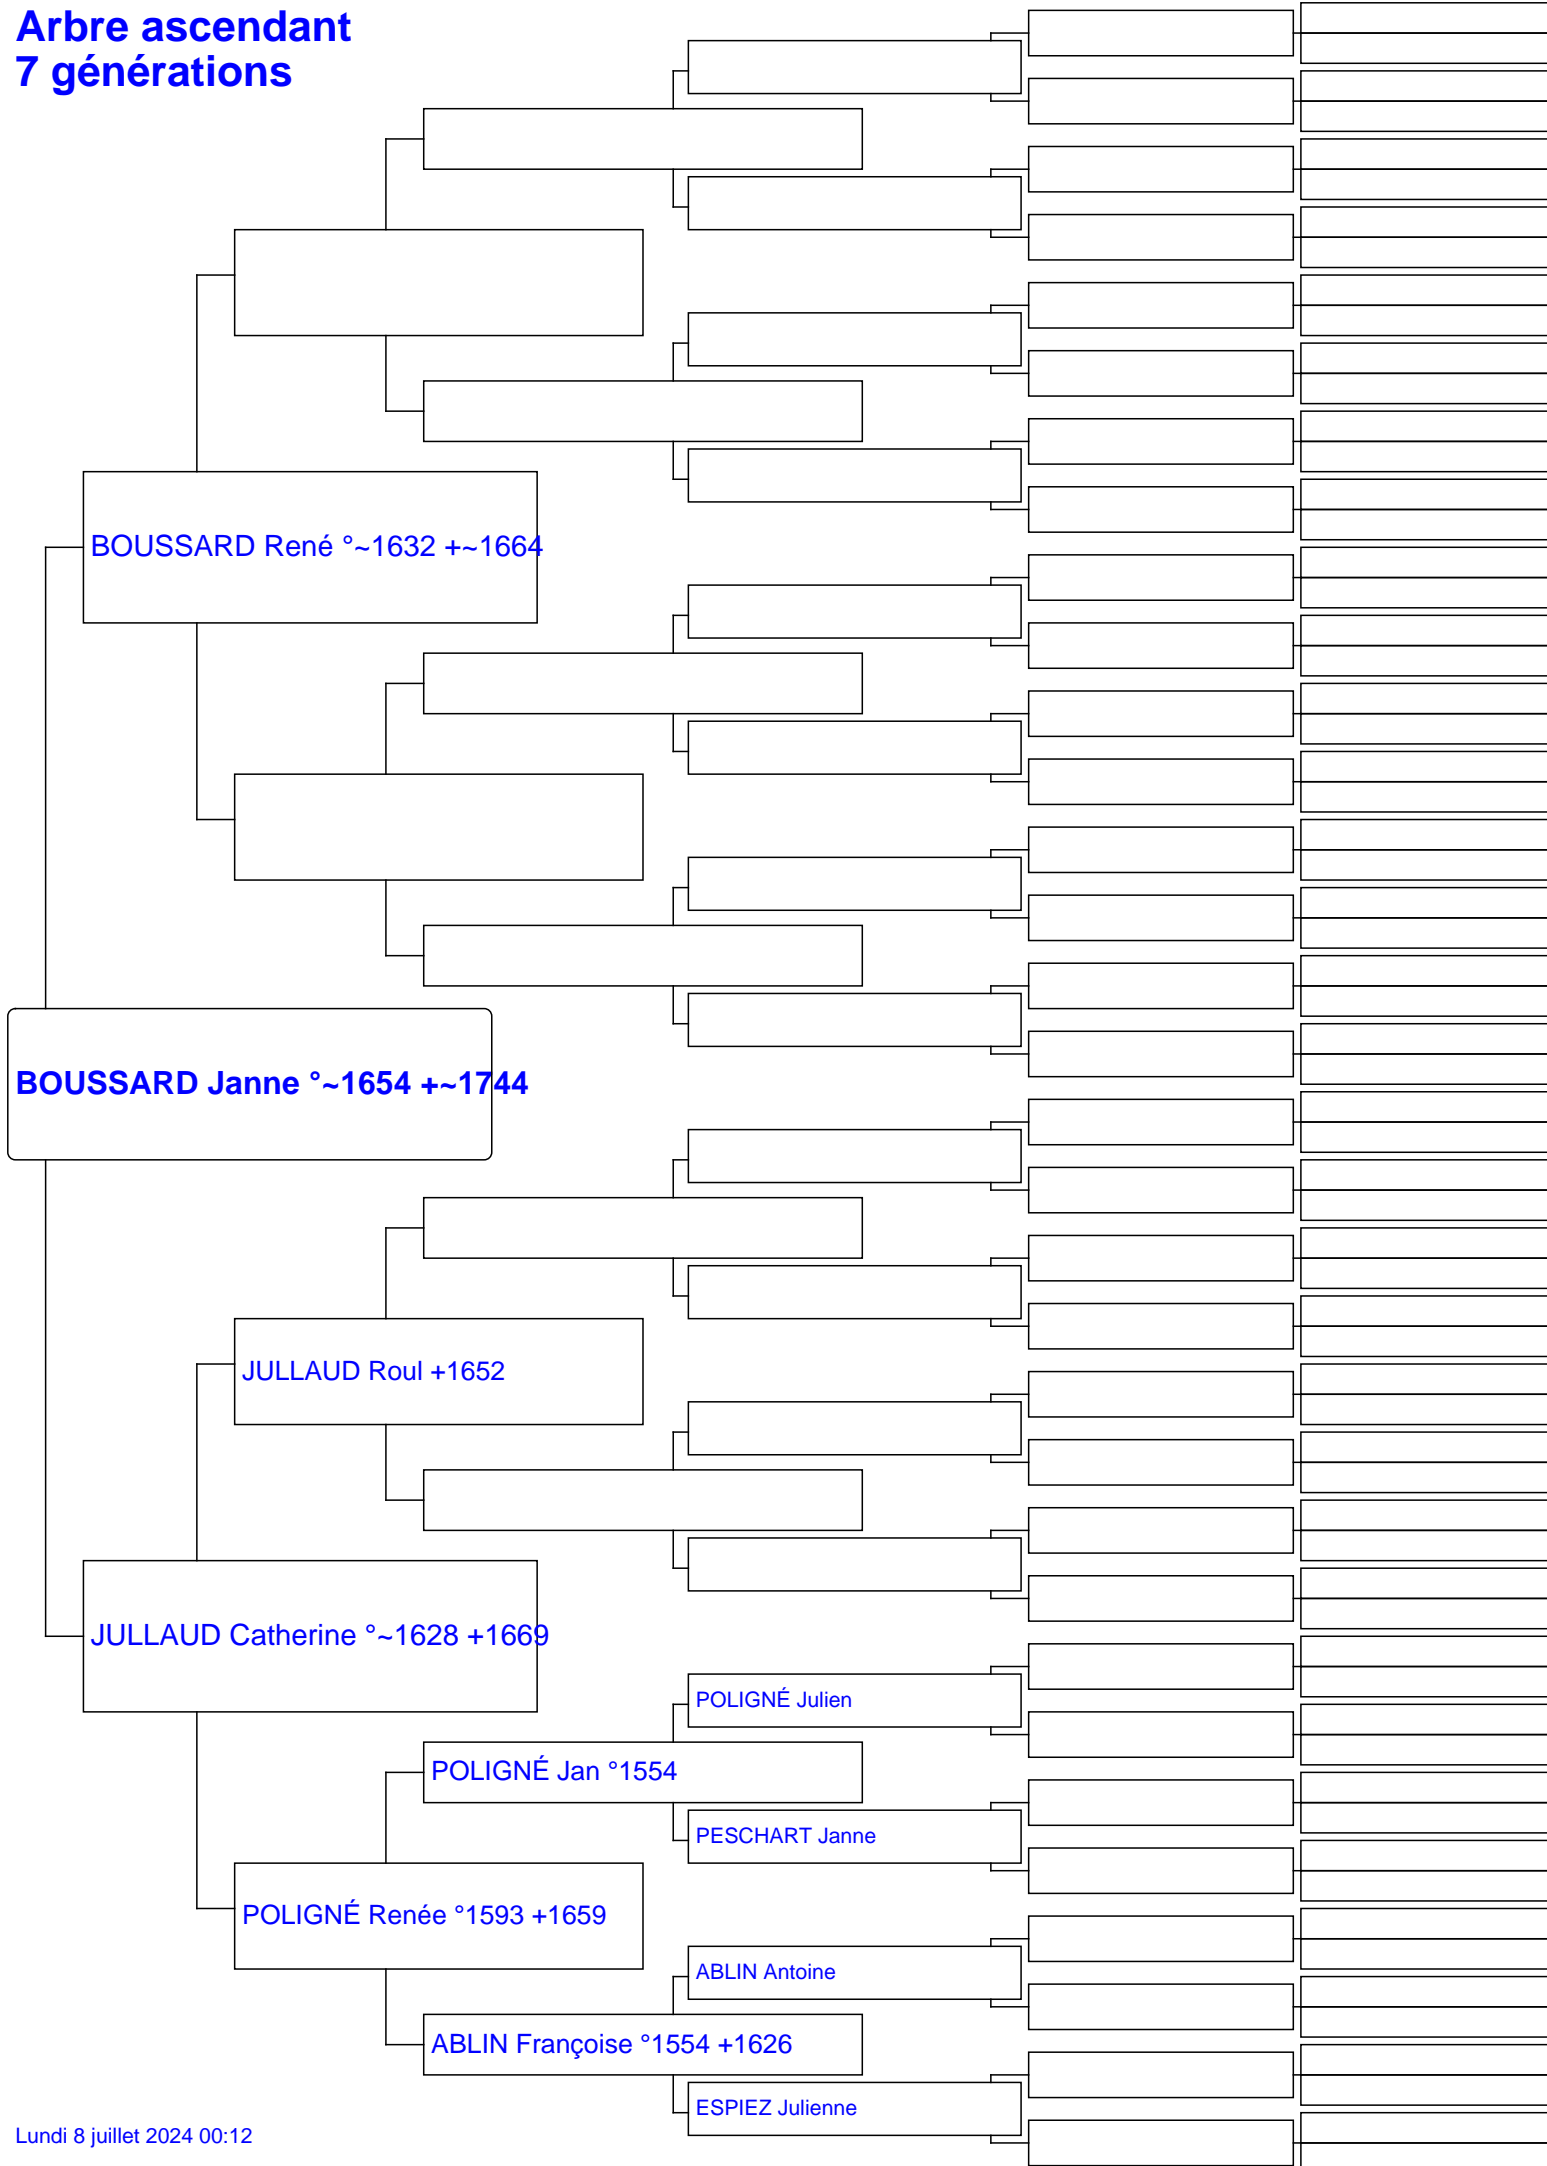 Arbre ascendant
7 générations
BOUSSARD René °~1632 +~1664
BOUSSARD Janne °~1654 +~1744
JULLAUD Roul +1652
JULLAUD Catherine °~1628 +1669
POLIGNÉ Julien
POLIGNÉ Jan °1554
PESCHART Janne
POLIGNÉ Renée °1593 +1659
ABLIN Antoine
ABLIN Françoise °1554 +1626
ESPIEZ Julienne
Lundi 8 juillet 2024 00:12